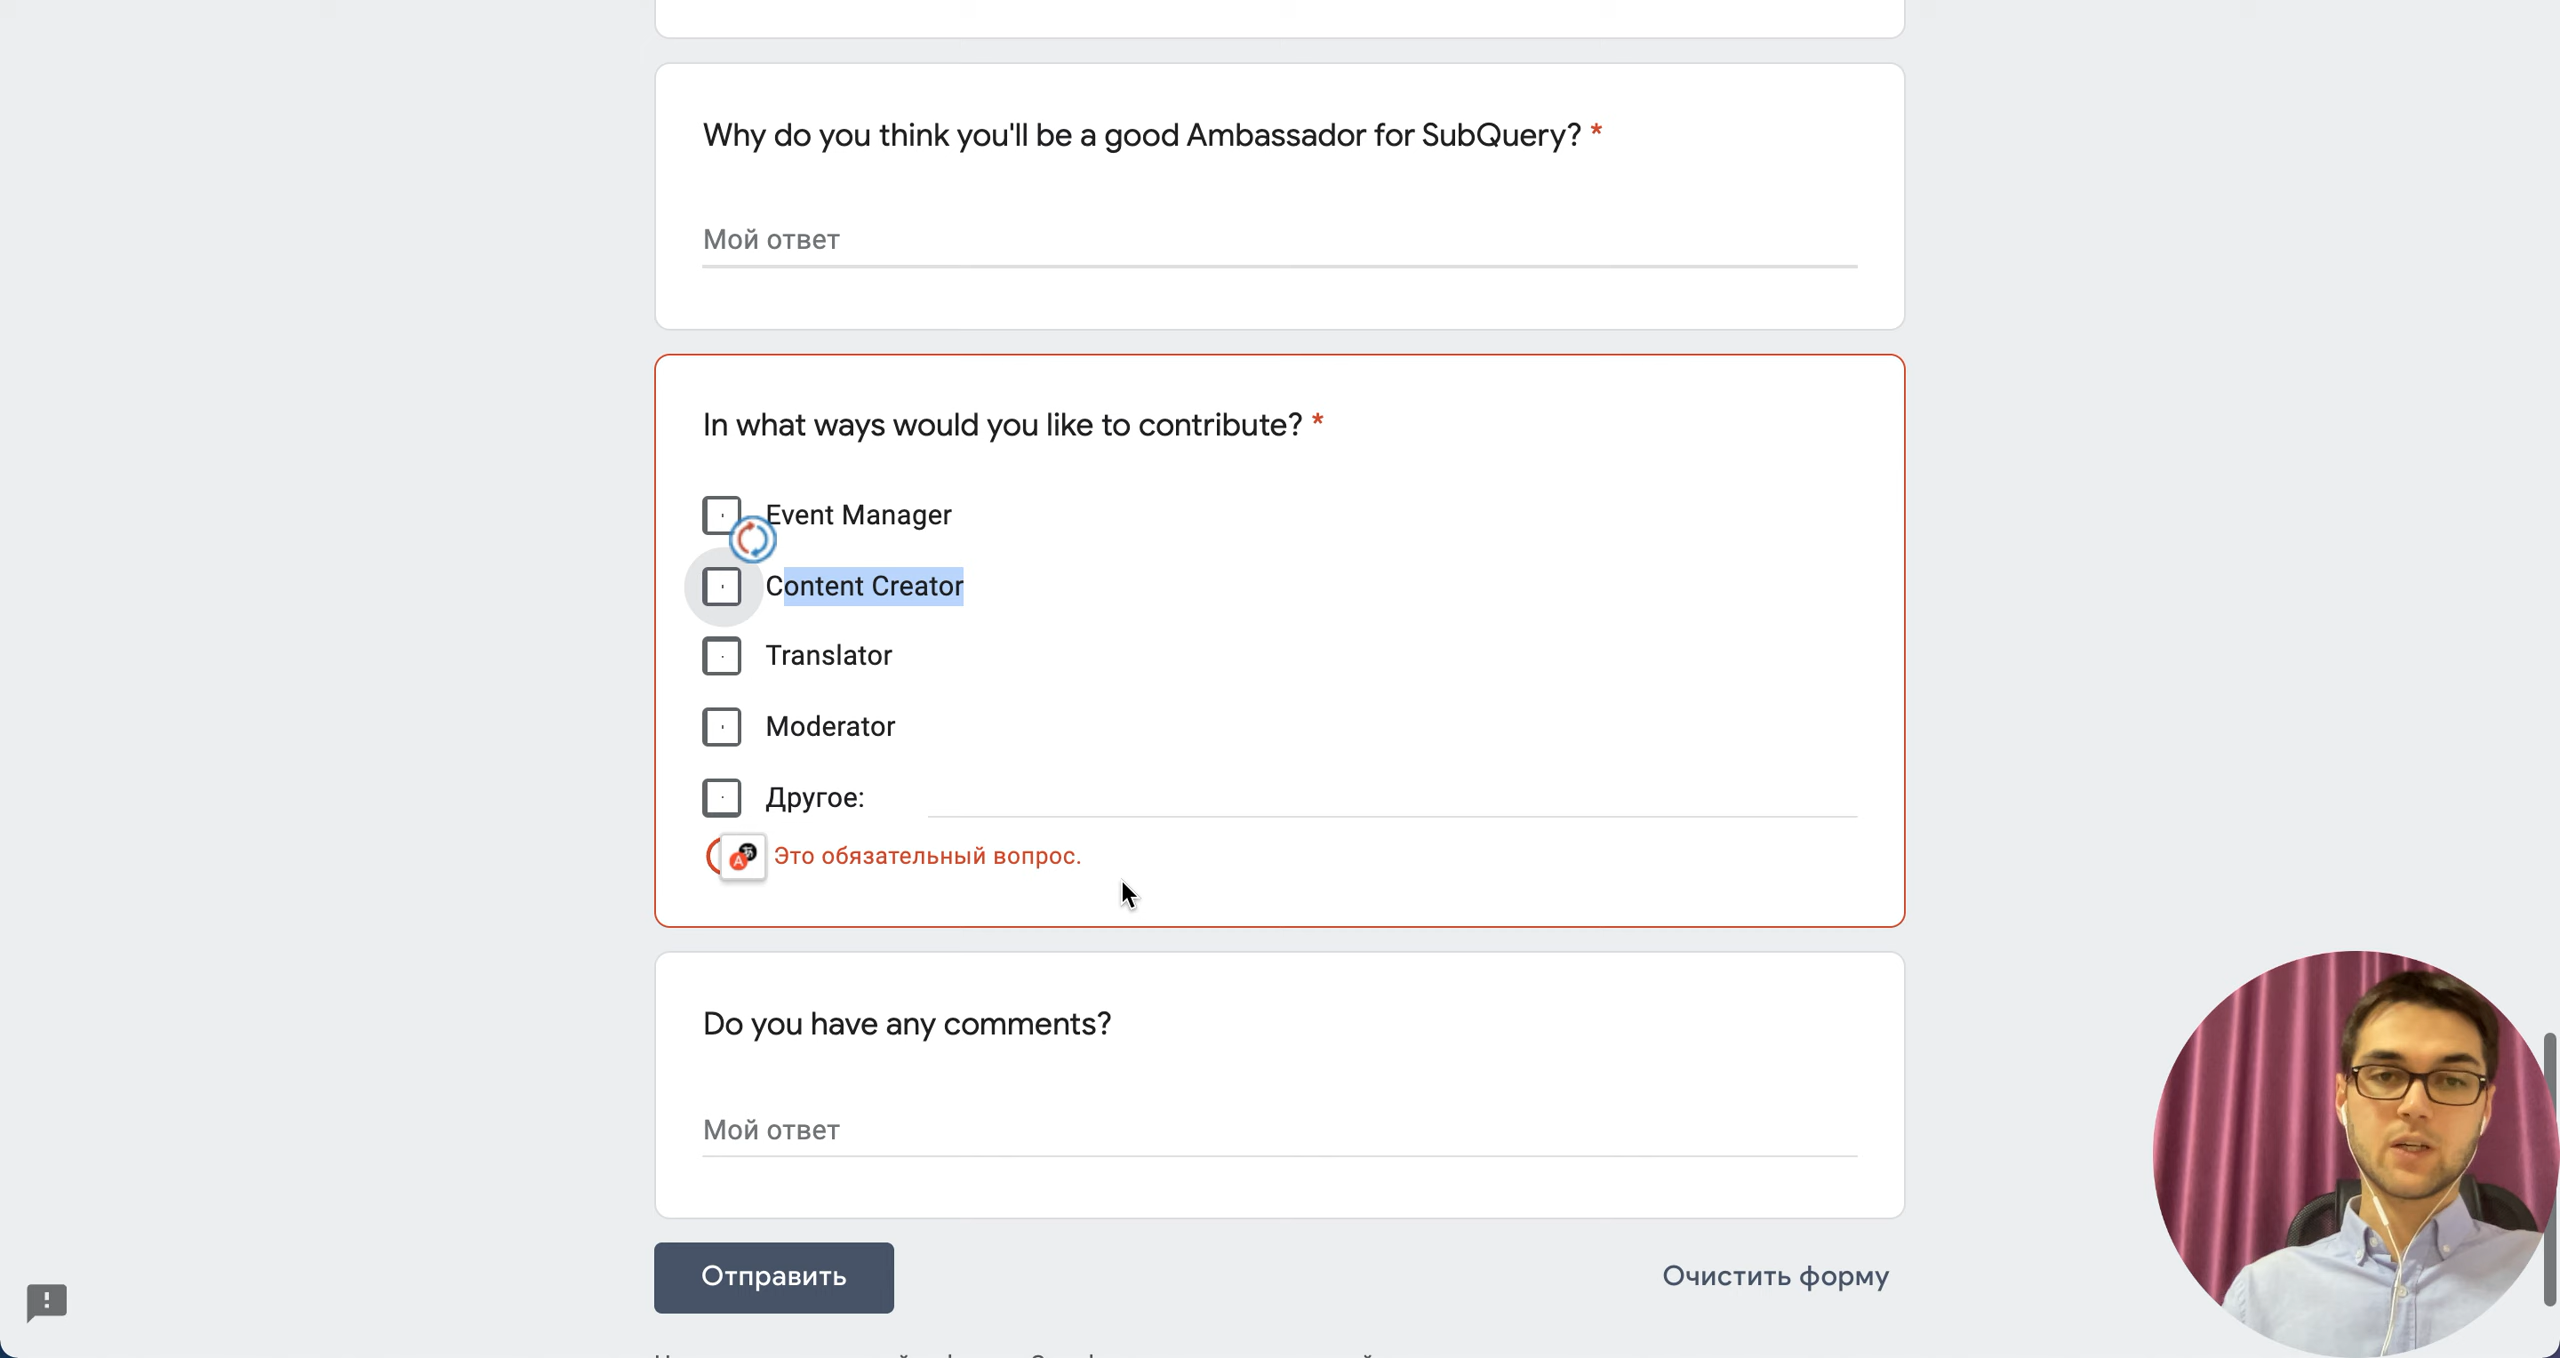 Why do you think you'll be a good Ambassador for SubQuery? *
Мой ответ
In what ways would you like to contribute? *
Event Manager
Content Creator
Translator
Moderator
Другое:
Это обязательный вопрос.
Do you have any comments?
Мой ответ
Отправить
Очистить форму